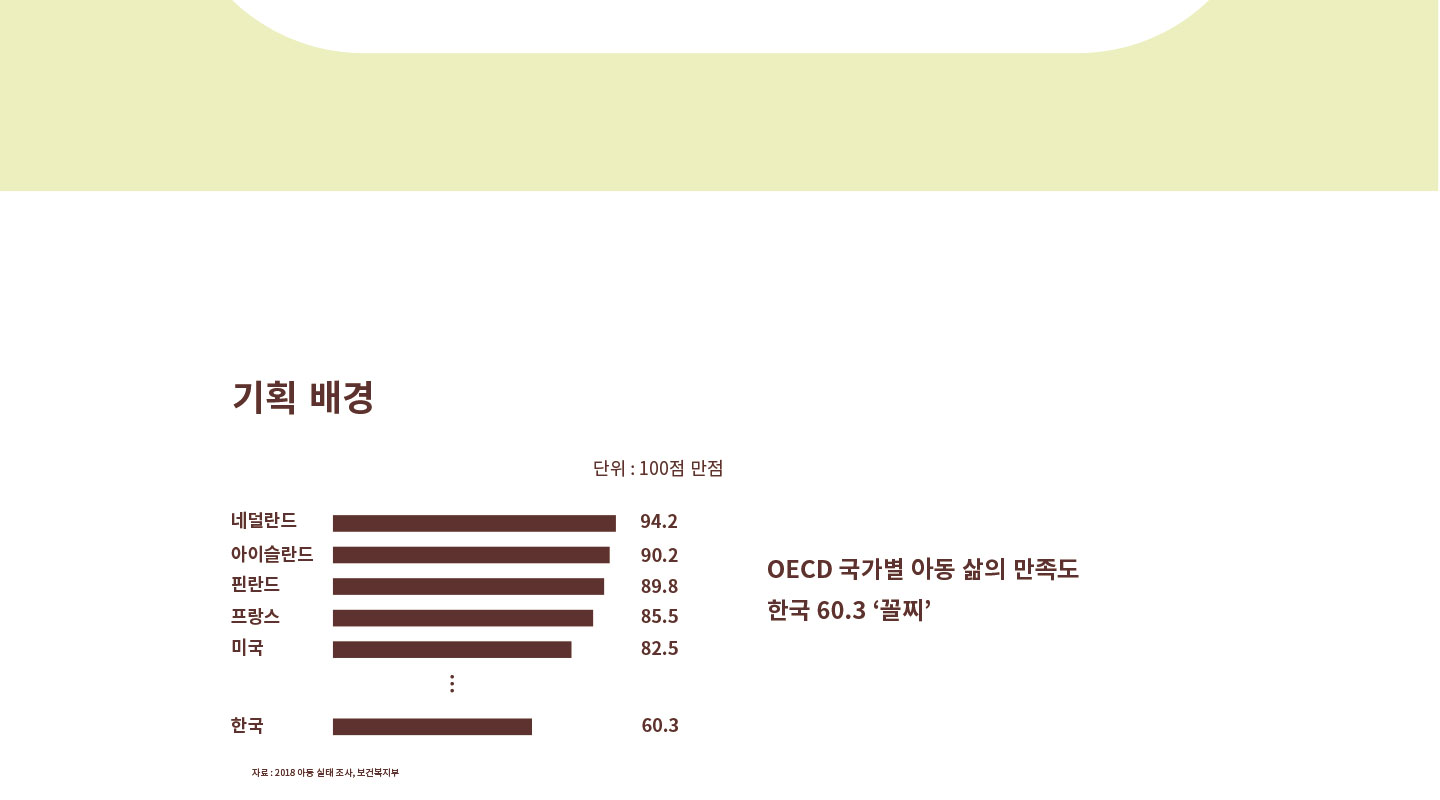 기획 배경
단위 : 100점 만점
네덜란드 94.2
아이슬란드 90.2
핀란드 89.8
프랑스 85.5
미국 82.5
⋮
한국 60.3
OECD 국가별 아동 삶의 만족도
한국 60.3 ‘꼴찌’
자료 : 2018 아동 실태 조사, 보건복지부